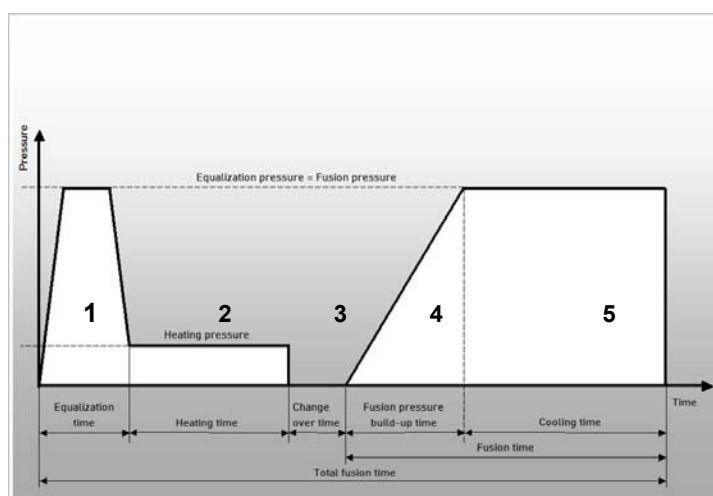 Pressure
Equalization pressure = Fusion pressure
1
2
3
4
5
Heating pressure
Time
Equalization
time
Heating time
Change
over time
Fusion pressure
build-up time
Cooling time
Fusion time
Total fusion time